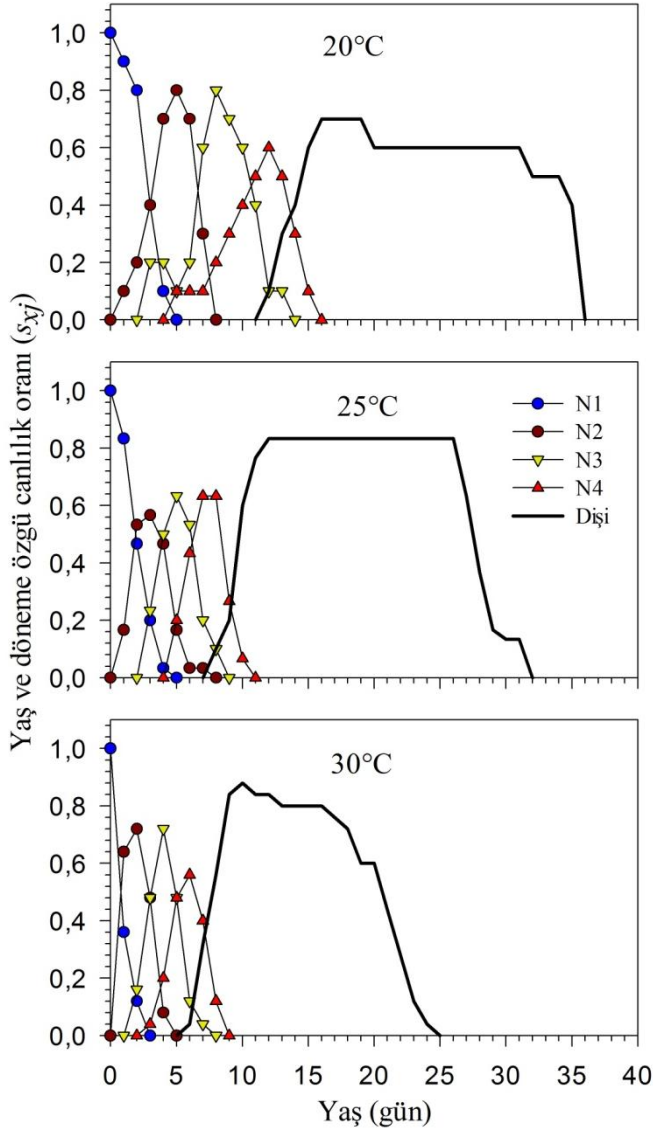 Yaş ve döneme özgü canlılık oranı (sxj)
20°C
1,0
0,8
0,6
0,4
0,2
0,0
25°C
1,0
0,8
0,6
0,4
0,2
0,0
N1
N2
N3
N4
Dişi
30°C
1,0
0,8
0,6
0,4
0,2
0,0
0 5 10 15 20 25 30 35 40
Yaş (gün)